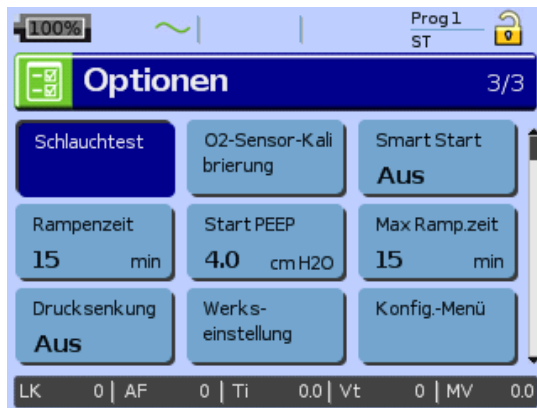 100%
Prog 1
ST
Optionen 3/3
Schlauchtest
O2-Sensor-Kali
brierung
Smart Start
Aus
Rampenzeit
15 min
Start PEEP
4.0 cm H2O
Max Ramp.zeit
15 min
Drucksenkung
Aus
Werks-
einstellung
Konfig.-Menü
LK 0 | AF 0 | Ti 0.0 | Vt 0 | MV 0.0